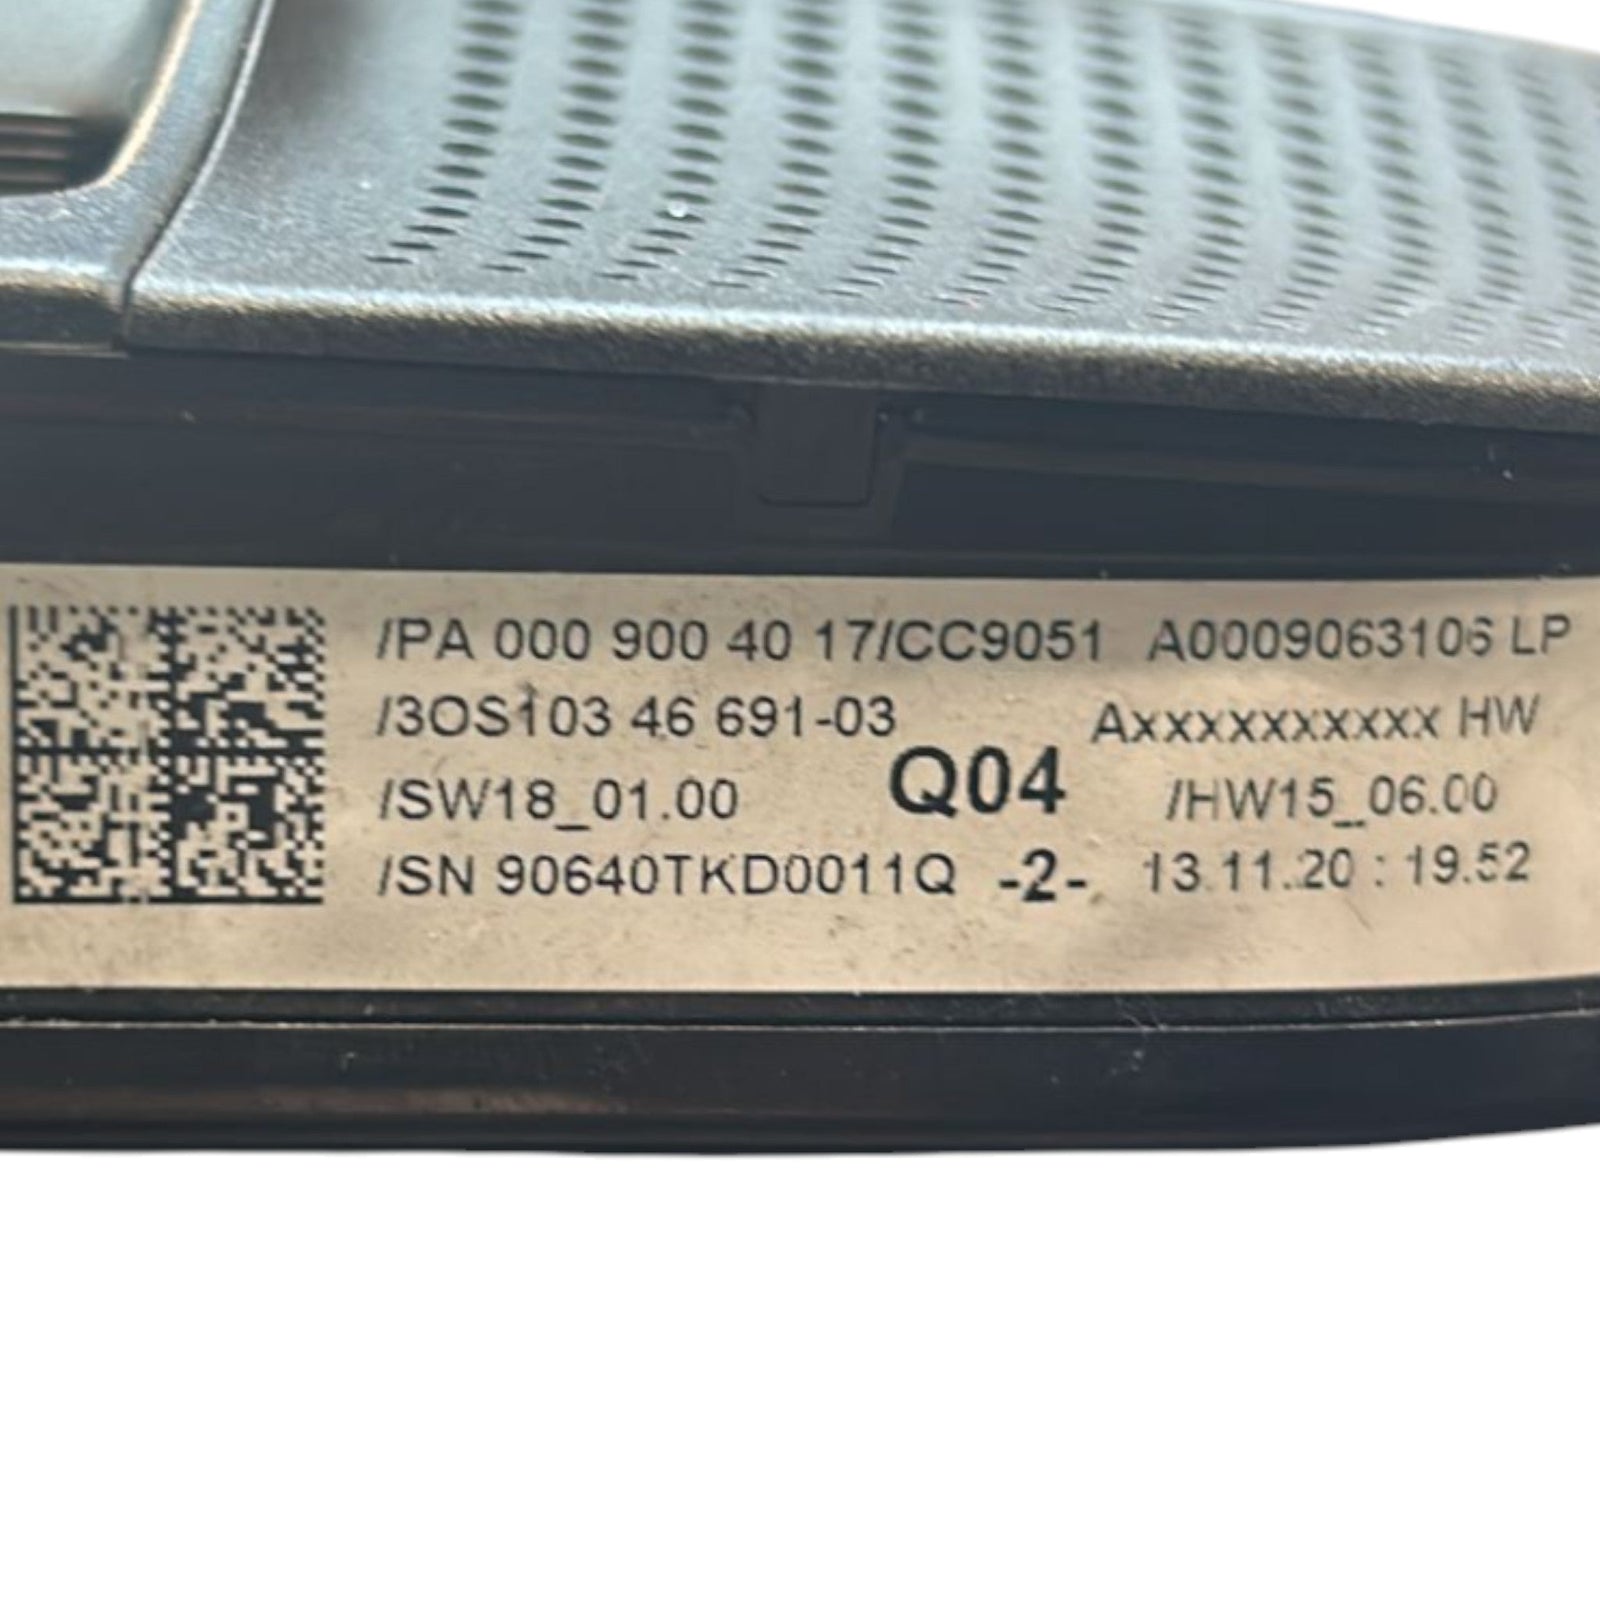 /PA 000 900 40 17/CC9051 A0009063106 LP
/3OS103 46 691-03 Axxxxxxxxxxx HW
/SW18_01.00 Q04 /HW15_06.00
/SN 90640TKD0011Q -2- 13.11.20 : 19.52